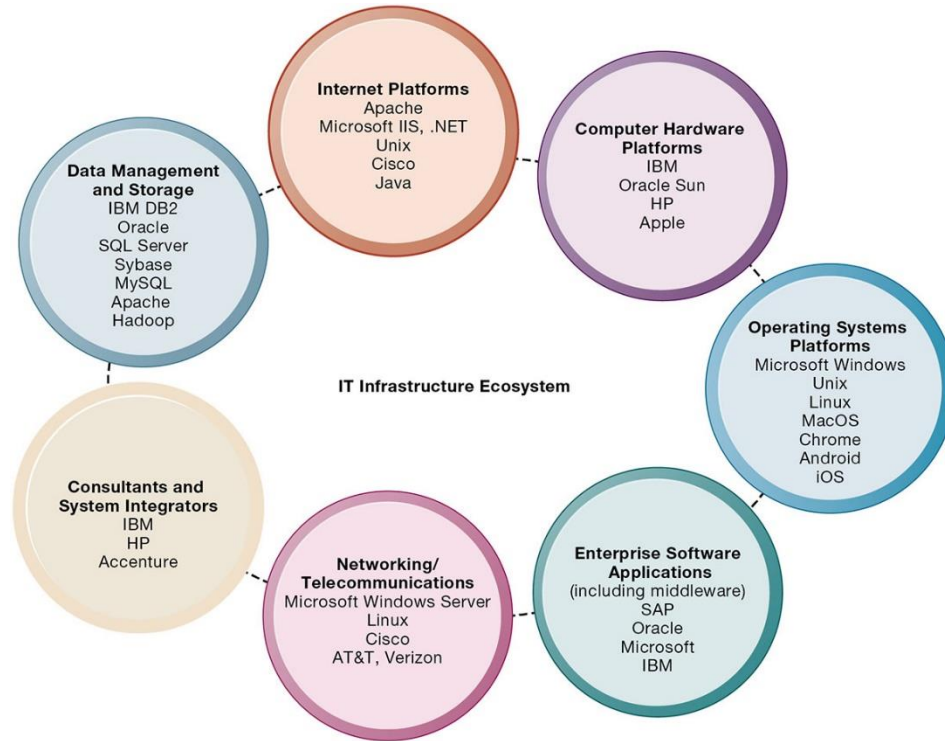 Internet Platforms
Apache
Microsoft IIS, .NET
Unix
Cisco
Java
Computer Hardware
Platforms
IBM
Oracle Sun
HP
Apple
Data Management
and Storage
IBM DB2
Oracle
SQL Server
Sybase
MySQL
Apache
Hadoop
Operating Systems
Platforms
Microsoft Windows
Unix
Linux
MacOS
Chrome
Android
iOS
IT Infrastructure Ecosystem
Consultants and
System Integrators
IBM
HP
Accenture
Networking/
Telecommunications
Microsoft Windows Server
Linux
Cisco
AT&T, Verizon
Enterprise Software
Applications
(including middleware)
SAP
Oracle
Microsoft
IBM